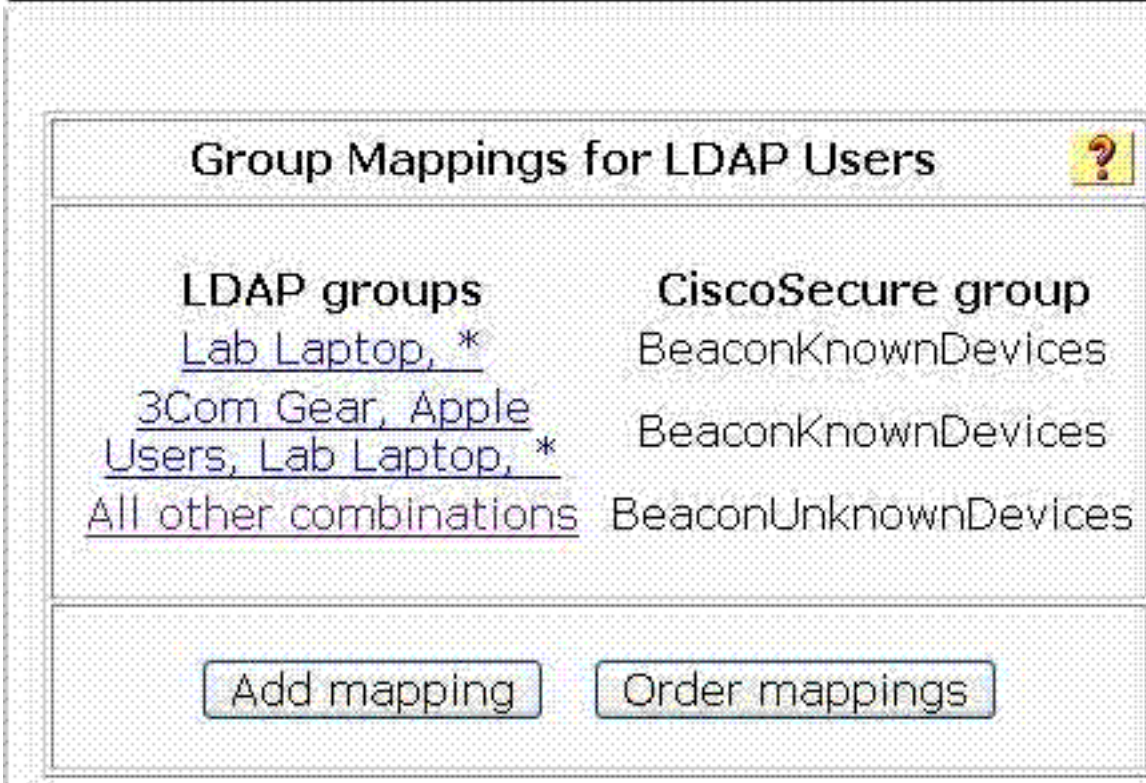 Group Mappings for LDAP Users ?
LDAP groups CiscoSecure group
Lab Laptop, * BeaconKnownDevices
3Com Gear, Apple
Users, Lab Laptop, * BeaconKnownDevices
All other combinations BeaconUnknownDevices
Add mapping Order mappings